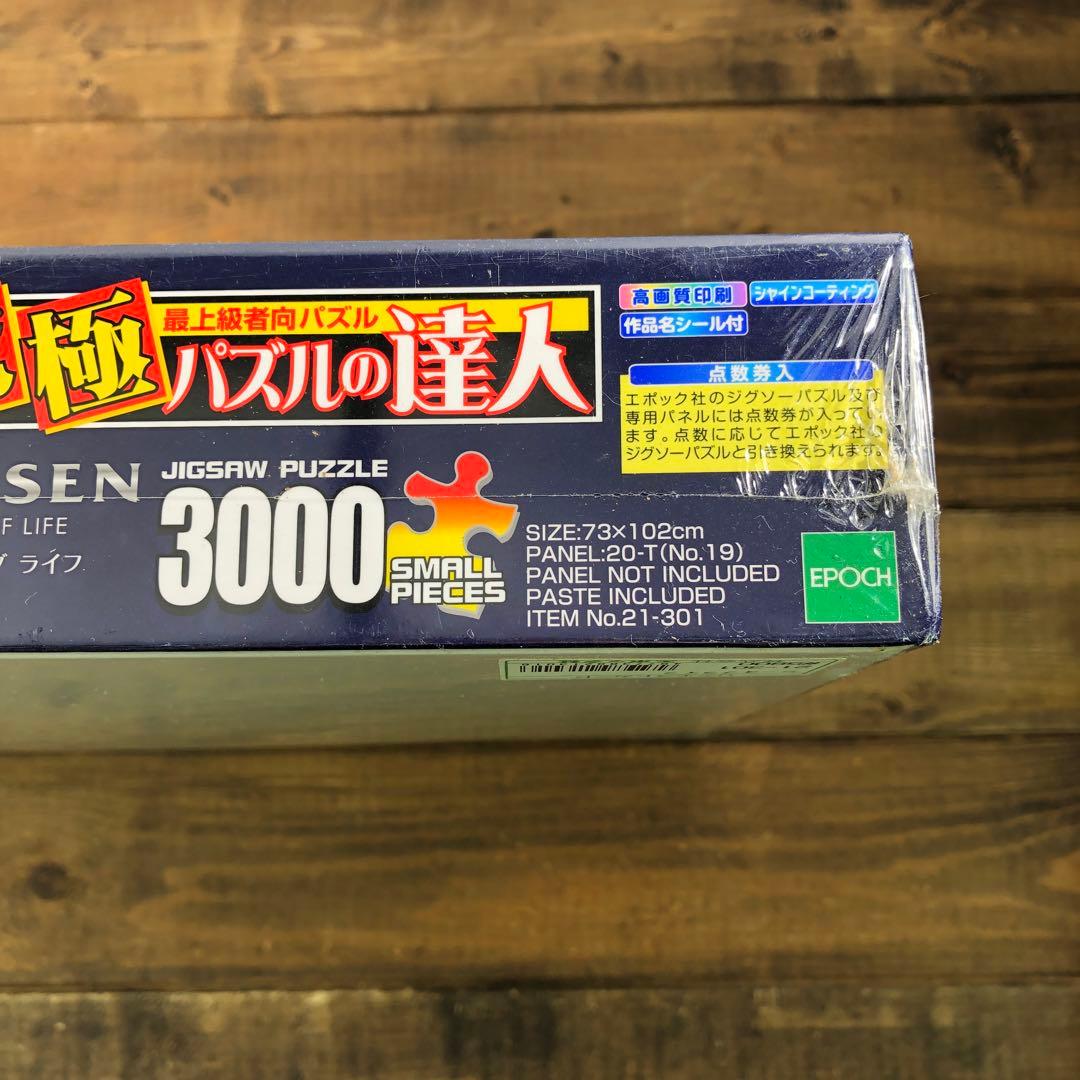 極
最上級者向パズル
パズルの達人
SEN
F LIFE
ブ ライフ
JIGSAW PUZZLE
3000
SMALL
PIECES
高画質印刷
シャインコーティング
作品名シール付
点数券入
エポック社のジグソーパズル及び
専用パネルには点数券が入ってい
ます。点数に応じてエポック社の
ジグソーパズルと引き換えられます。
SIZE:73×102cm
PANEL:20-T(No.19)
PANEL NOT INCLUDED
PASTE INCLUDED
ITEM No.21-301
EPOCH